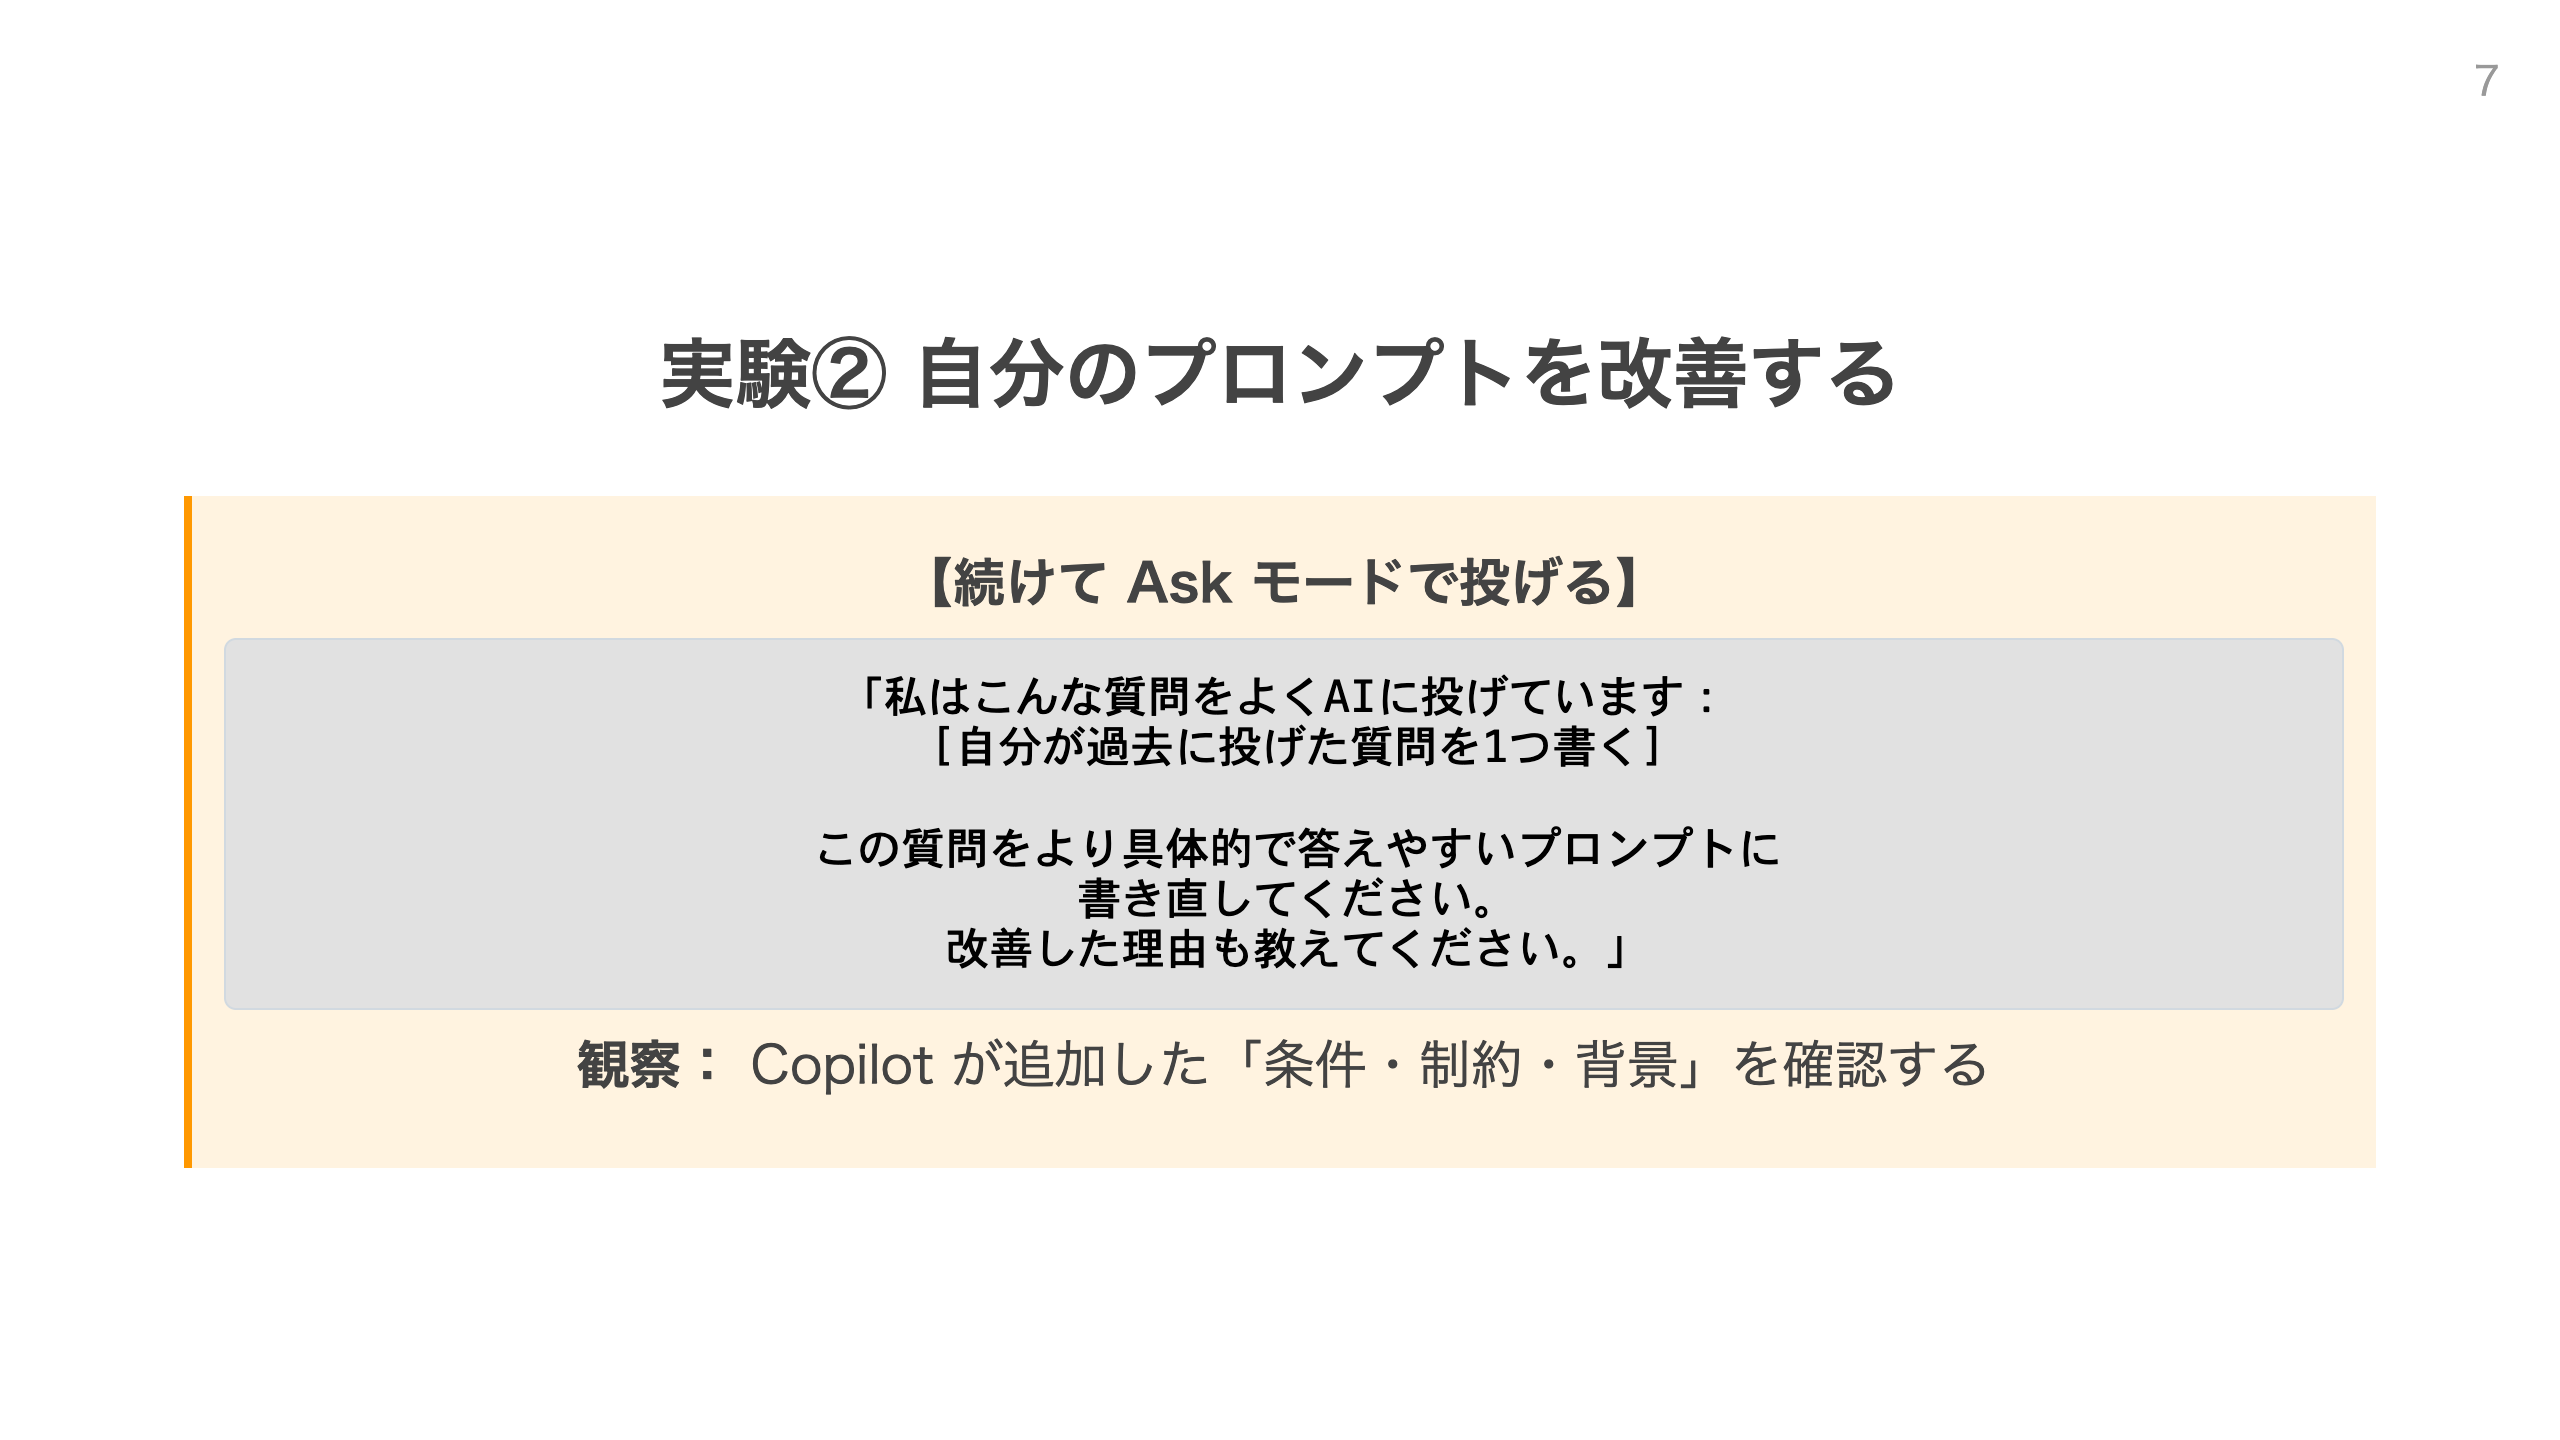 7
実験② 自分のプロンプトを改善する
【続けて Ask モードで投げる】
「私はこんな質問をよくAIに投げています：
［自分が過去に投げた質問を1つ書く］
この質問をより具体的で答えやすいプロンプトに
書き直してください。
改善した理由も教えてください。」
観察： Copilot が追加した「条件・制約・背景」を確認する